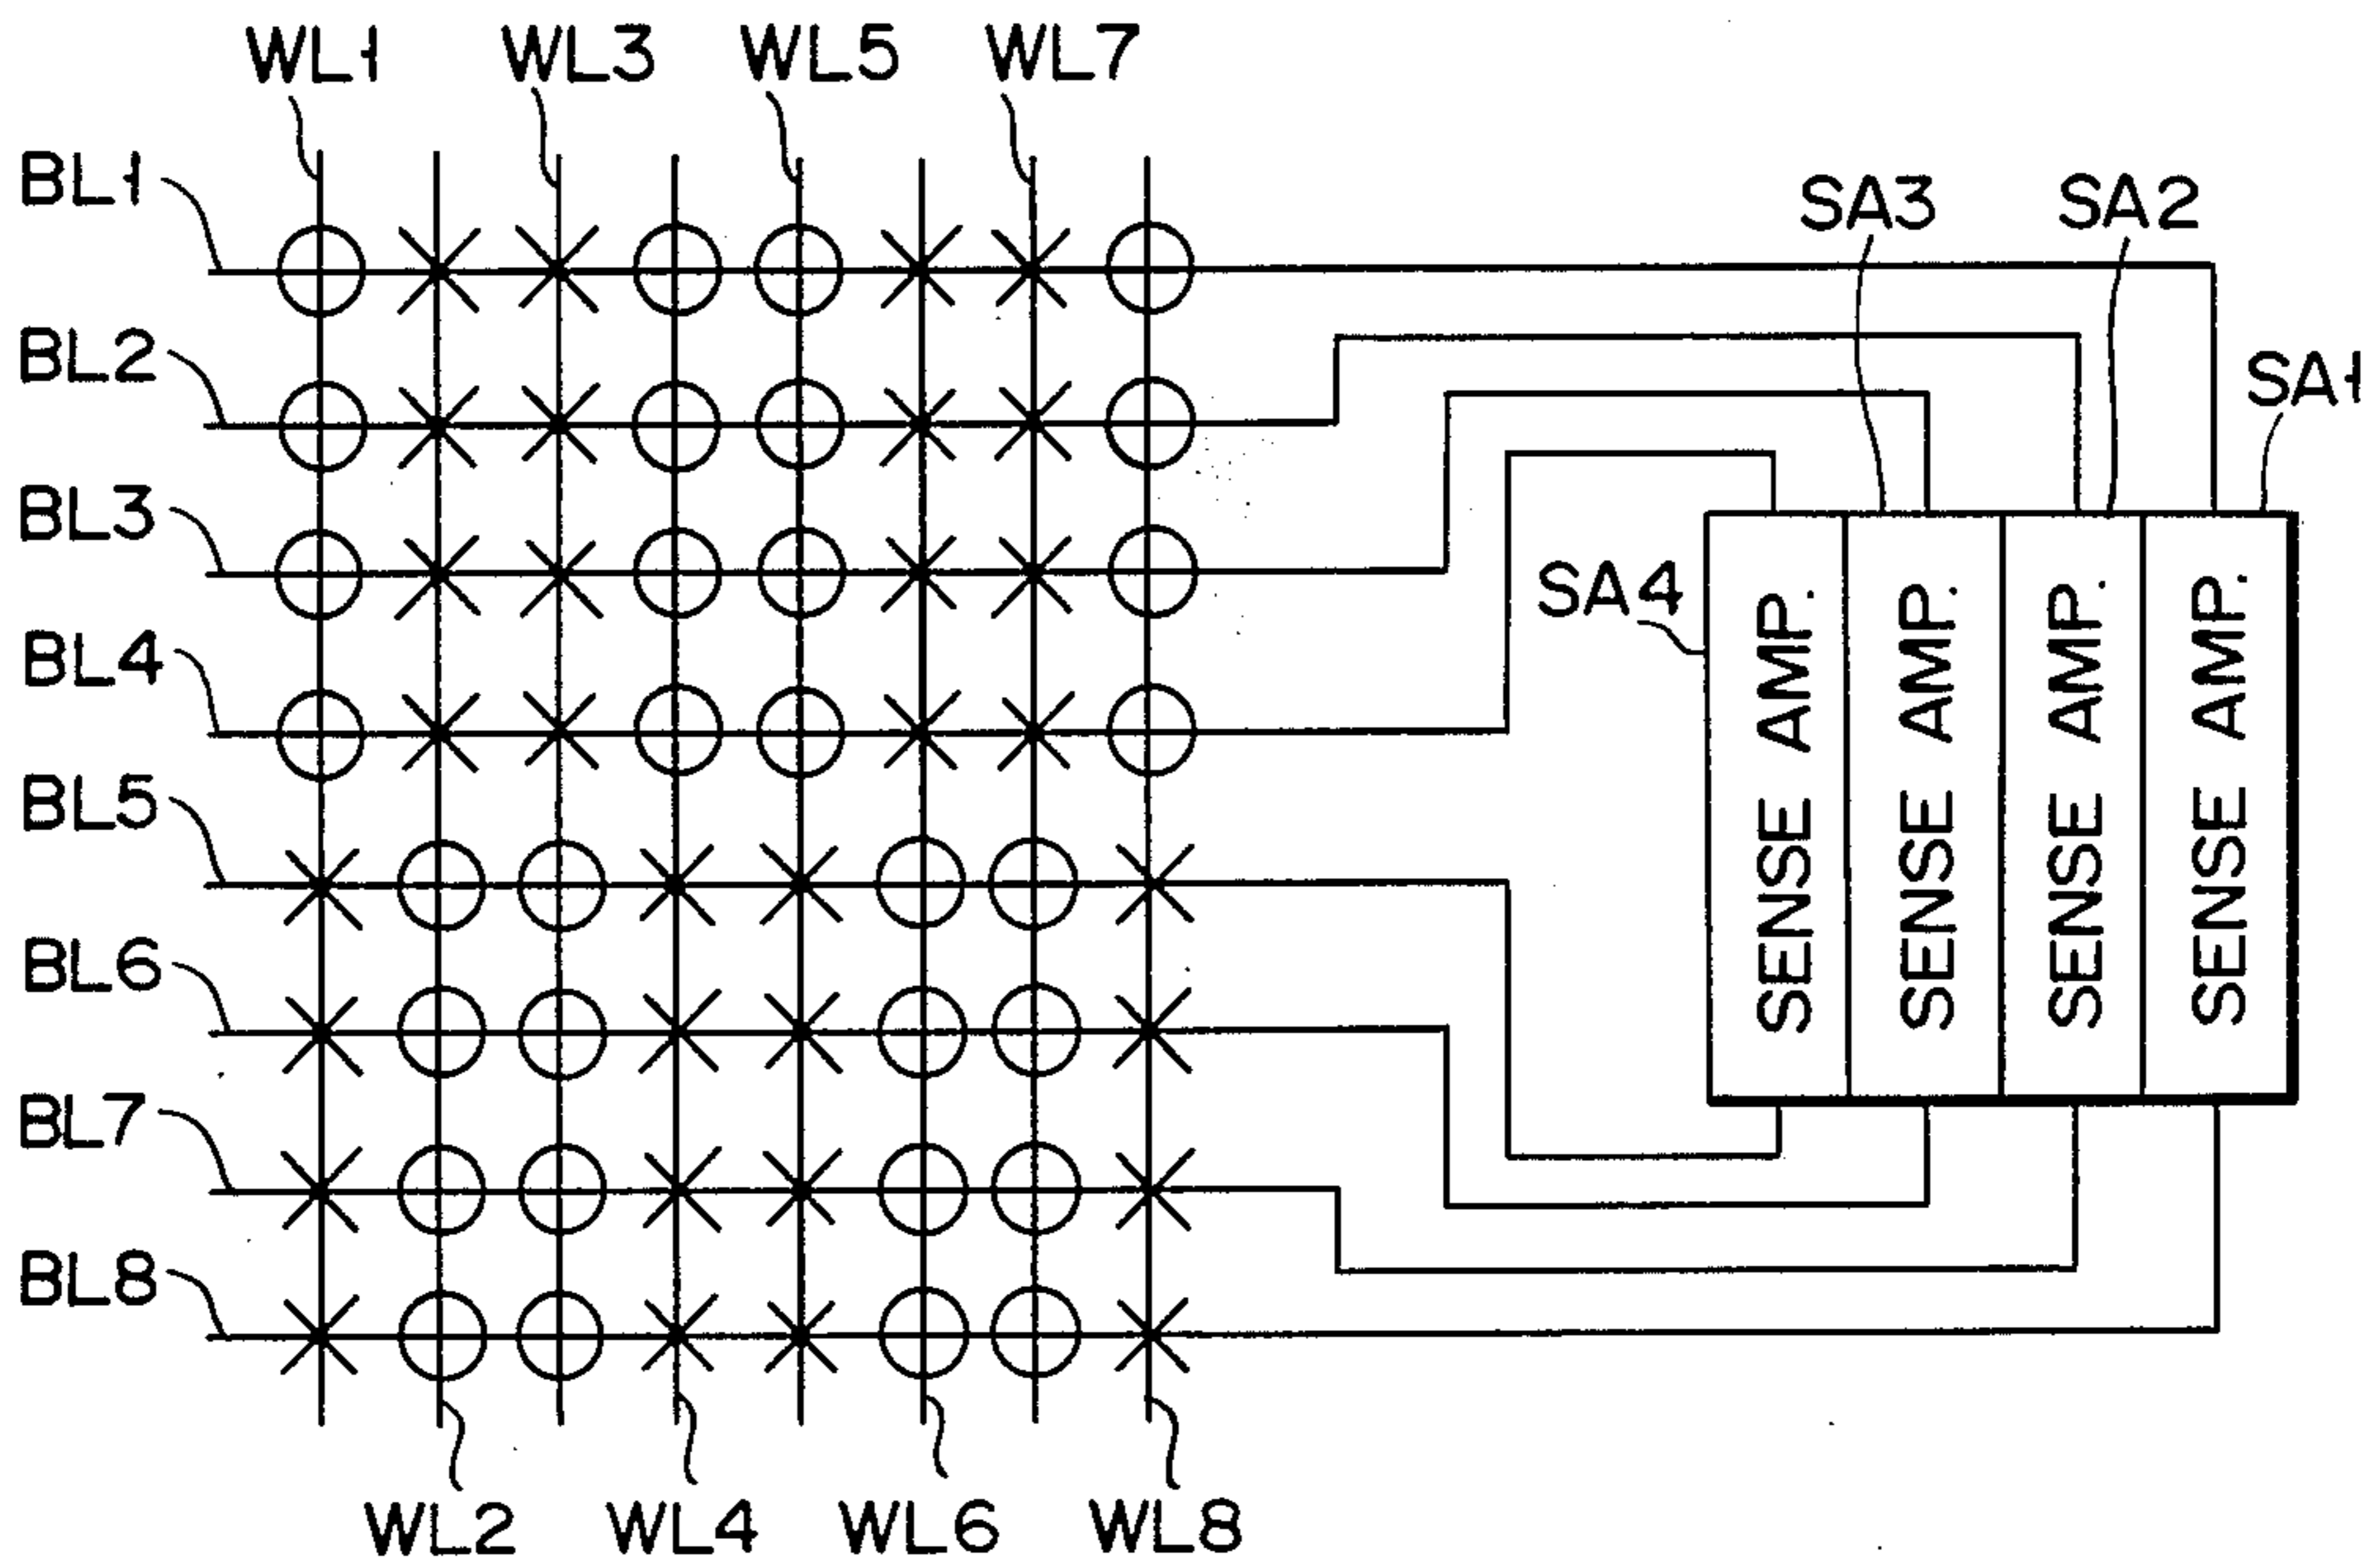 WL1 WL3 WL5 WL7
BL1
SA3 SA2
BL2
SA1
BL3
SA4
BL4
BL5
BL6
BL7
BL8
SENSE AMP.
SENSE AMP.
SENSE AMP.
SENSE AMP.
WL2 WL4 WL6 WL8